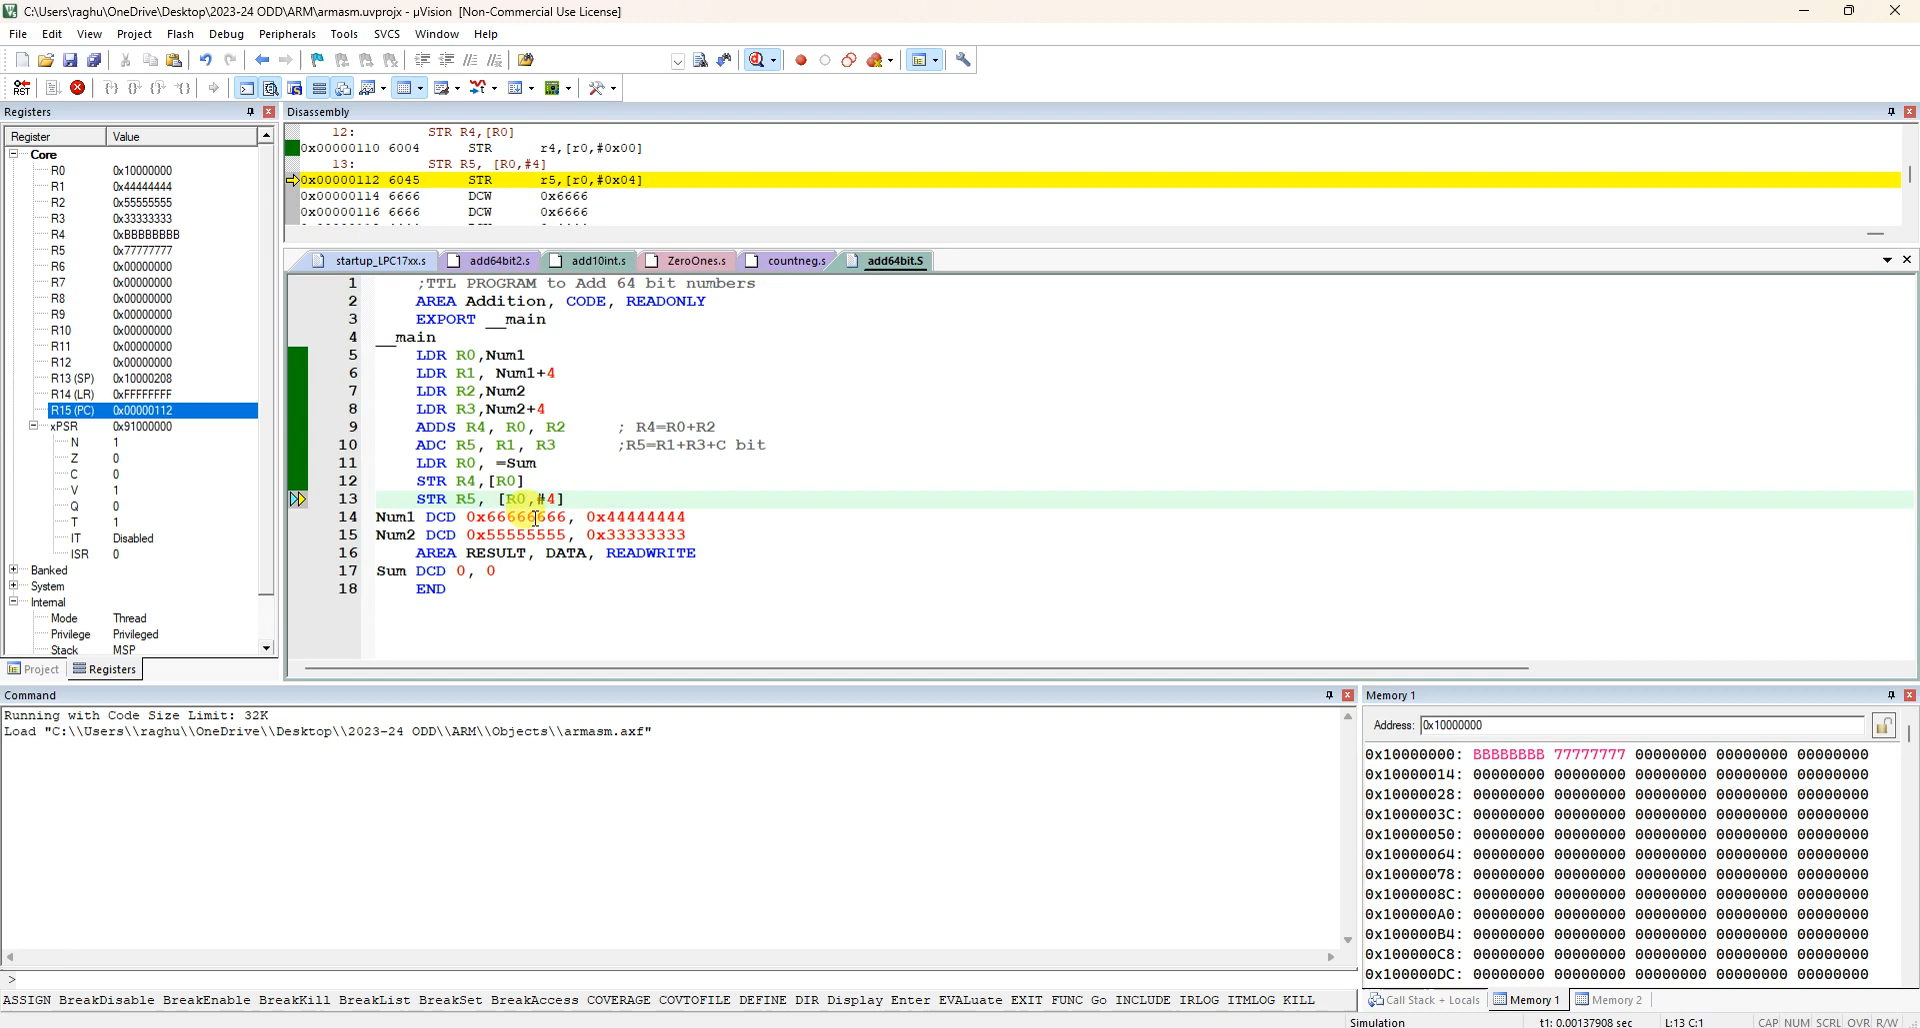 C:\Users\raghu\OneDrive\Desktop\2023-24 ODD\ARM\armasm.uvprojx - µVision [Non-Commercial Use License]
File Edit View Project Flash Debug Peripherals Tools SVCS Window Help
Registers
Register Value
Core
R0 0x10000000
R1 0x44444444
R2 0x55555555
R3 0x33333333
R4 0xBBBBBBBB
R5 0x77777777
R6 0x00000000
R7 0x00000000
R8 0x00000000
R9 0x00000000
R10 0x00000000
R11 0x00000000
R12 0x00000000
R13 (SP) 0x10000208
R14 (LR) 0xFFFFFFFF
R15 (PC) 0x00000112
xPSR 0x91000000
N 1
Z 0
C 0
V 1
Q 0
T 1
IT Disabled
ISR 0
Banked
System
Internal
Mode Thread
Privilege Privileged
Stack MSP
Project Registers
Disassembly
12: STR R4,[R0]
0x00000110 6004 STR r4,[r0,#0x00]
13: STR R5, [R0,#4]
0x00000112 6045 STR r5,[r0,#0x04]
0x00000114 6666 DCW 0x6666
0x00000116 6666 DCW 0x6666
startup_LPC17xx.s add64bit2.s add10int.s ZeroOnes.s countneg.s add64bit.S
1 ;TTL PROGRAM to Add 64 bit numbers
2 AREA Addition, CODE, READONLY
3 EXPORT __main
4 __main
5 LDR R0,Num1
6 LDR R1, Num1+4
7 LDR R2,Num2
8 LDR R3,Num2+4
9 ADDS R4, R0, R2 ; R4=R0+R2
10 ADC R5, R1, R3 ;R5=R1+R3+C bit
11 LDR R0, =Sum
12 STR R4,[R0]
13 STR R5, [R0,#4]
14 Num1 DCD 0x66666666, 0x44444444
15 Num2 DCD 0x55555555, 0x33333333
16 AREA RESULT, DATA, READWRITE
17 Sum DCD 0, 0
18 END
Command
Running with Code Size Limit: 32K
Load "C:\\Users\\raghu\\OneDrive\\Desktop\\2023-24 ODD\\ARM\\Objects\\armasm.axf"
>
ASSIGN BreakDisable BreakEnable BreakKill BreakList BreakSet BreakAccess COVERAGE COVTOFILE DEFINE DIR Display Enter EVALuate EXIT FUNC Go INCLUDE IRLOG ITMLOG KILL
Memory 1
Address: 0x10000000
0x10000000: BBBBBBBB 77777777 00000000 00000000 00000000
0x10000014: 00000000 00000000 00000000 00000000 00000000
0x10000028: 00000000 00000000 00000000 00000000 00000000
0x1000003C: 00000000 00000000 00000000 00000000 00000000
0x10000050: 00000000 00000000 00000000 00000000 00000000
0x10000064: 00000000 00000000 00000000 00000000 00000000
0x10000078: 00000000 00000000 00000000 00000000 00000000
0x1000008C: 00000000 00000000 00000000 00000000 00000000
0x100000A0: 00000000 00000000 00000000 00000000 00000000
0x100000B4: 00000000 00000000 00000000 00000000 00000000
0x100000C8: 00000000 00000000 00000000 00000000 00000000
0x100000DC: 00000000 00000000 00000000 00000000 00000000
Call Stack + Locals Memory 1 Memory 2
Simulation t1: 0.00137908 sec L:13 C:1 CAP NUM SCRL OVR R/W